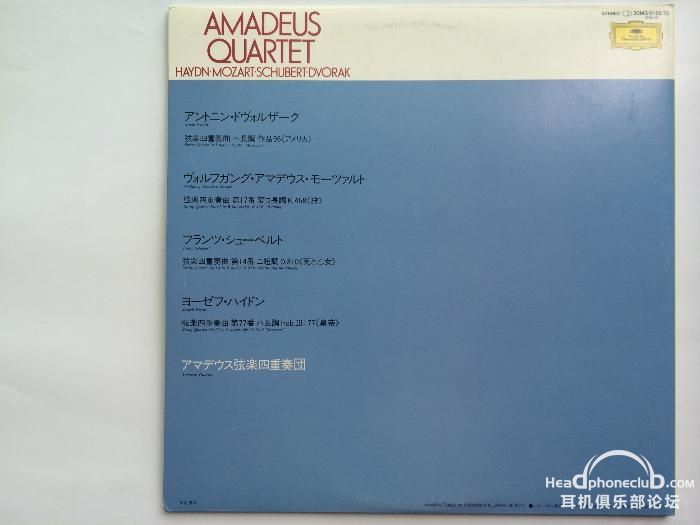 AMADEUS
QUARTET
HAYDN·MOZART·SCHUBERT·DVORAK
STEREO
アントニン・ドヴォルザーク
弦楽四重奏曲 ヘ長調 作品96《アメリカ》
ヴォルフガング・アマデウス・モーツァルト
弦楽四重奏曲 第17番 変ロ長調 K.458《狩》
フランツ・シューベルト
弦楽四重奏曲 第14番 ニ短調 D.810《死と乙女》
ヨーゼフ・ハイドン
弦楽四重奏曲 第77番 ハ長調 Hob.III:77《皇帝》
アマデウス弦楽四重奏団
Amadeus Quartet
Headphoneclub.com
耳机俱乐部论坛